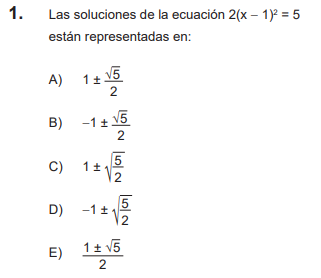 1. Las soluciones de la ecuación 2(x – 1)² = 5
están representadas en:
A) 1 ± √5/2
B) –1 ± √5/2
C) 1 ± √(5/2)
D) –1 ± √(5/2)
E) (1 ± √5)/2